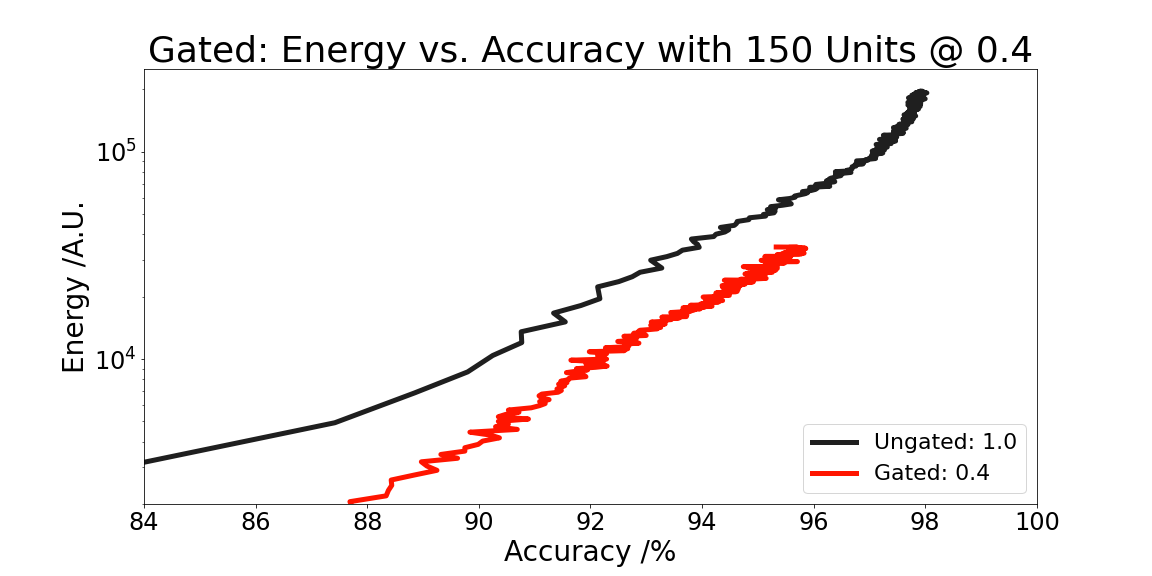 Gated: Energy vs. Accuracy with 150 Units @ 0.4
Energy /A.U.
10^5
10^4
Ungated: 1.0
Gated: 0.4
84 86 88 90 92 94 96 98 100
Accuracy /%